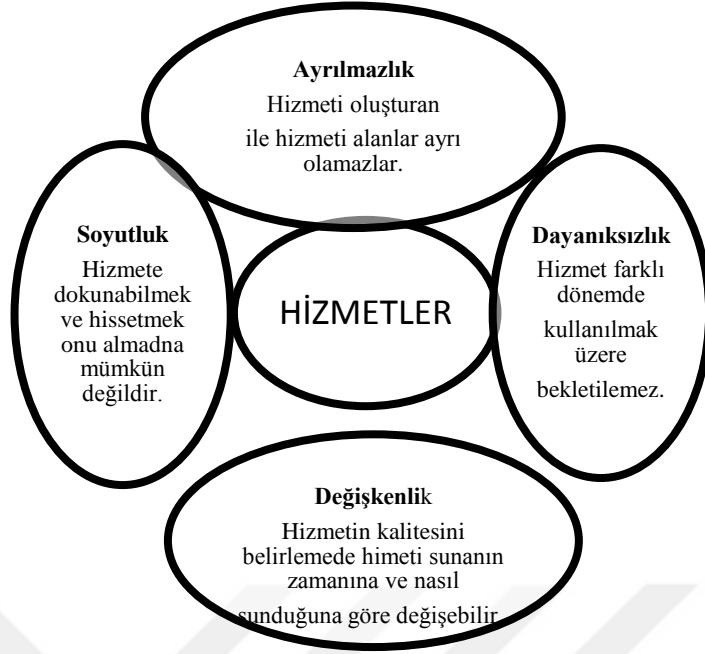 Ayrılmazlık
Hizmeti oluşturan
ile hizmeti alanlar ayrı
olamazlar.
Soyutluk
Hizmete
dokunabilmek
ve hissetmek
onu almadna
mümkün
değildir.
HİZMETLER
Dayanıksızlık
Hizmet farklı
dönemde
kullanılmak
üzere
bekletilemez.
Değişkenlik
Hizmetin kalitesini
belirlemede himeti sunanın
zamanına ve nasıl
sunduğuna göre değişebilir